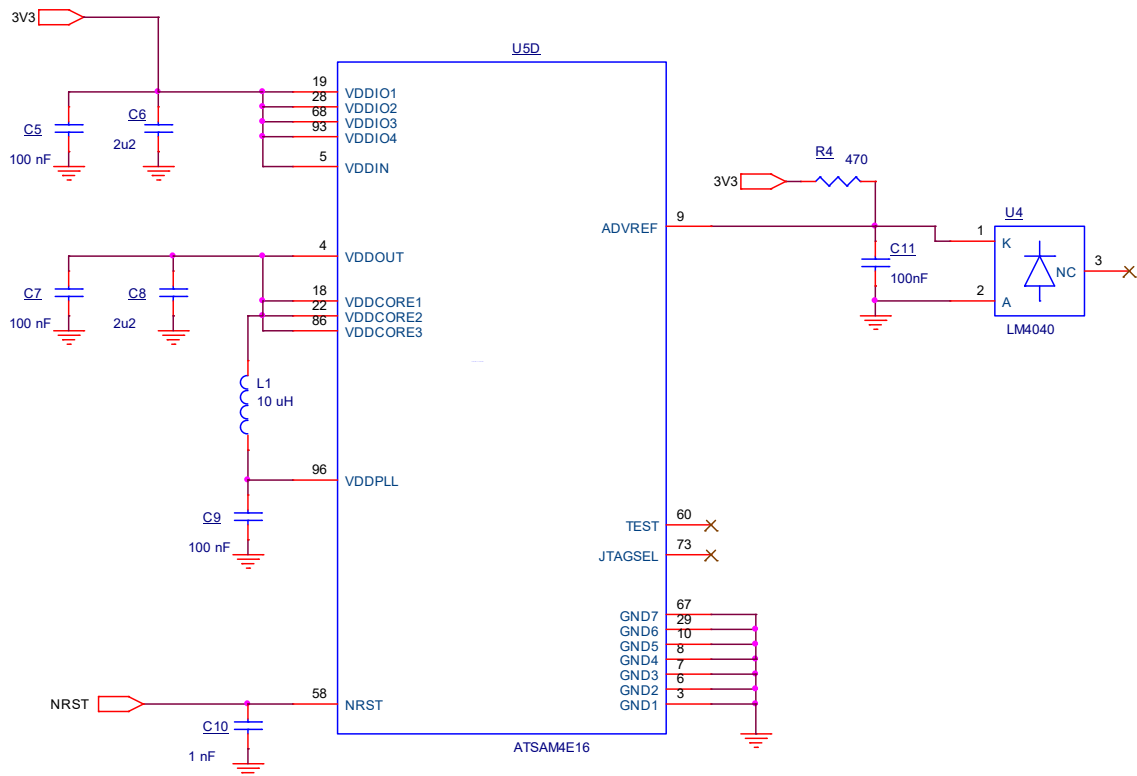 3V3
U5D
19
VDDIO1
28
VDDIO2
68
VDDIO3
93
VDDIO4
5
VDDIN
C5
100 nF
C6
2u2
R4
470
3V3
9
ADVREF
U4
1
K
C11
100nF
NC
3
2
A
LM4040
4
VDDOUT
C7
100 nF
C8
2u2
18
VDDCORE1
22
VDDCORE2
86
VDDCORE3
L1
10 uH
96
VDDPLL
C9
100 nF
60
TEST
73
JTAGSEL
67
GND7
29
GND6
10
GND5
8
GND4
7
GND3
6
GND2
3
GND1
NRST
58
NRST
C10
1 nF
ATSAM4E16